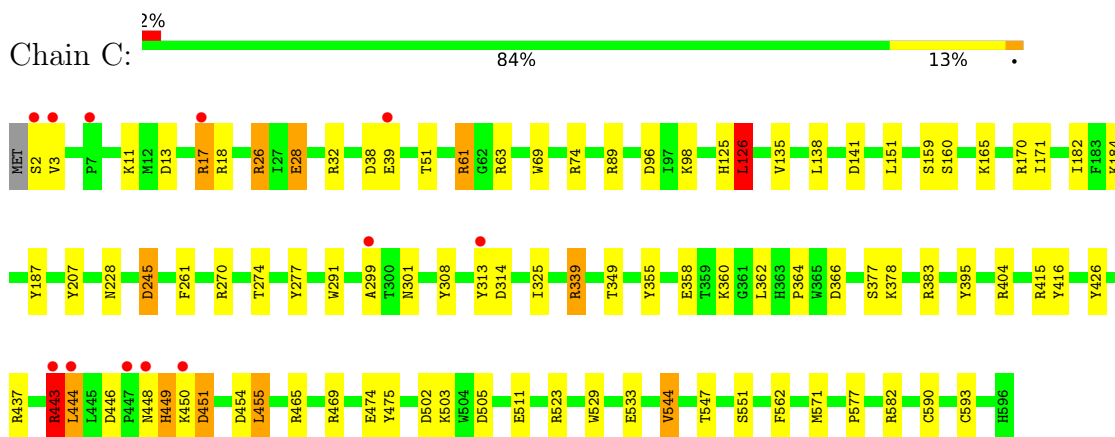 2%
Chain C:
84% 13% •
MET S2 V3 P7 K11 M12 D13 R17 R18 R26 I27 E28 R32 D38 E39 T51 R61 G62 R63 W69 R74 R89 D96 I97 K98 H125 L126 V135 L138 D141 L151 S159 S160 K165 R170 I171 I182 F183 K184
Y187 Y207 N228 D245 F261 R270 T274 Y277 W291 A299 T300 N301 Y308 Y313 D314 I325 R339 T349 Y355 E358 T359 K360 G361 L362 H363 P364 W365 D366 S377 K378 R383 Y395 R404 R415 Y416 Y426
R437 R443 L444 L445 D446 P447 N448 H449 K450 D451 D454 L455 R465 R469 E474 Y475 D502 K503 W504 D505 E511 R523 W529 E533 V544 T547 S551 F562 M571 P577 R582 C590 C593 H596